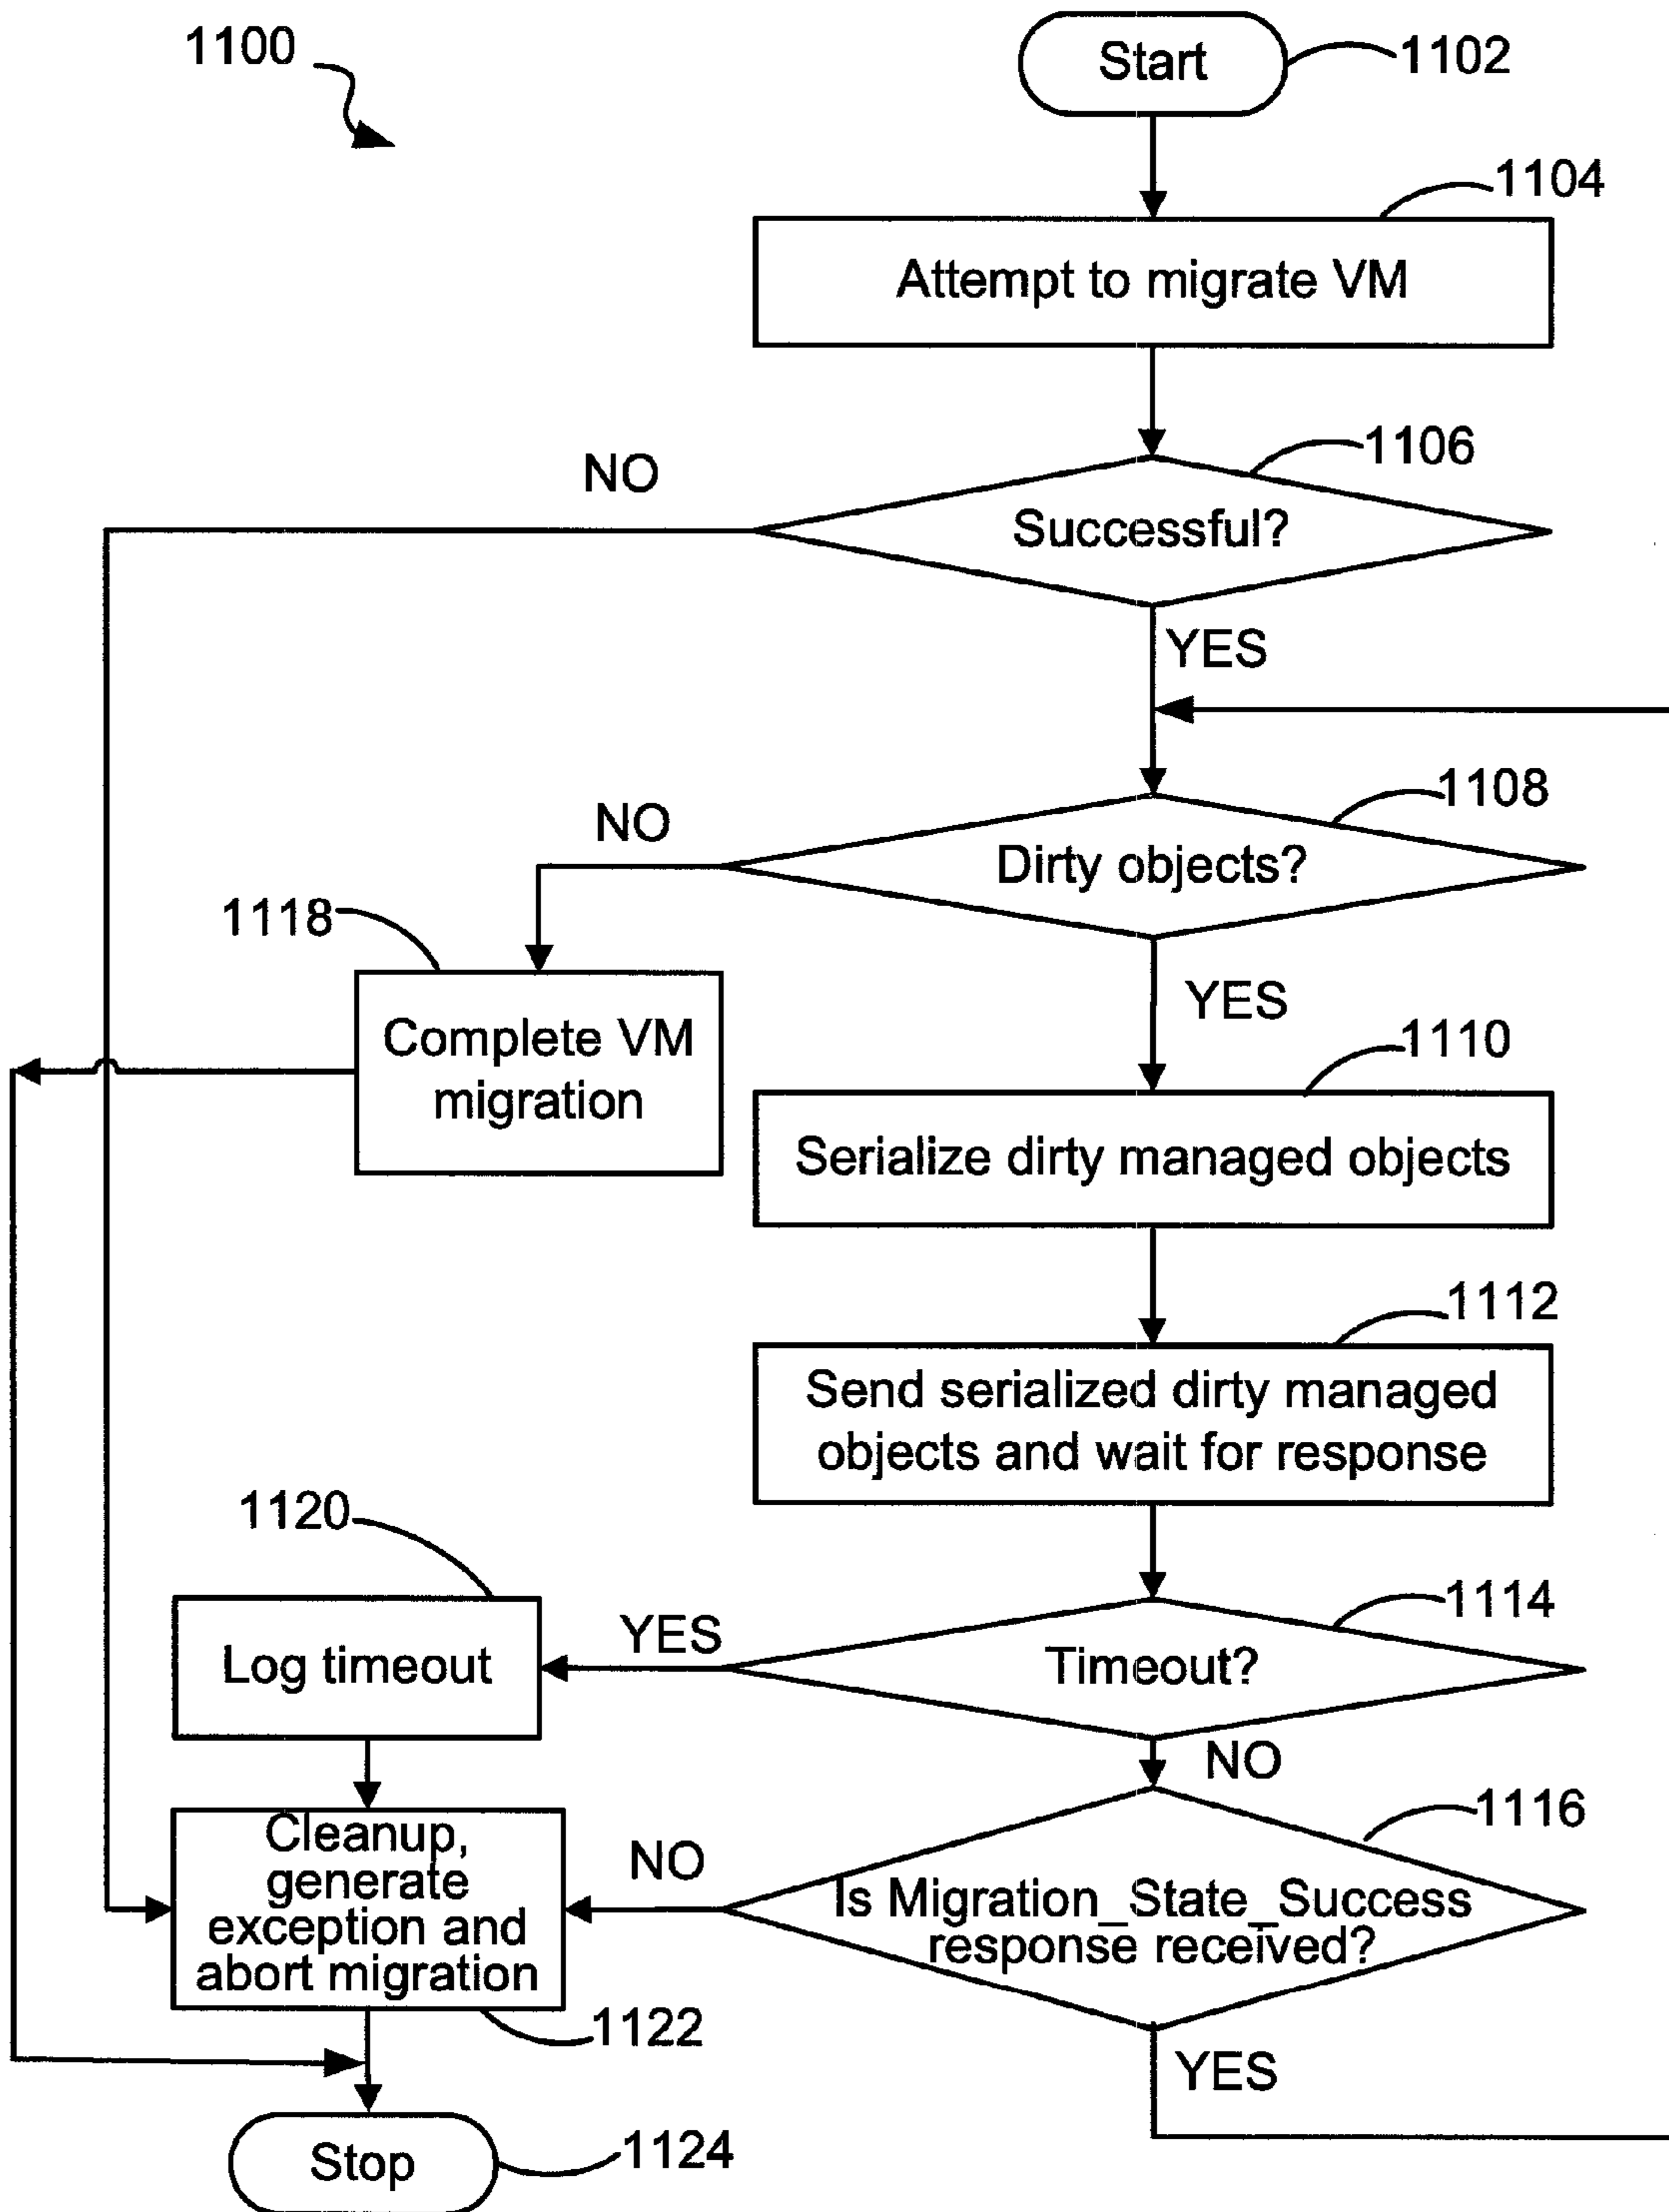 1100
Start
1102
1104
Attempt to migrate VM
1106
NO
Successful?
YES
1108
NO
Dirty objects?
1118
YES
Complete VM
migration
1110
Serialize dirty managed objects
1112
Send serialized dirty managed
objects and wait for response
1120
1114
YES
Log timeout
Timeout?
NO
1116
Cleanup,
generate
exception and
abort migration
NO
Is Migration_State_Success
response received?
1122
YES
Stop
1124